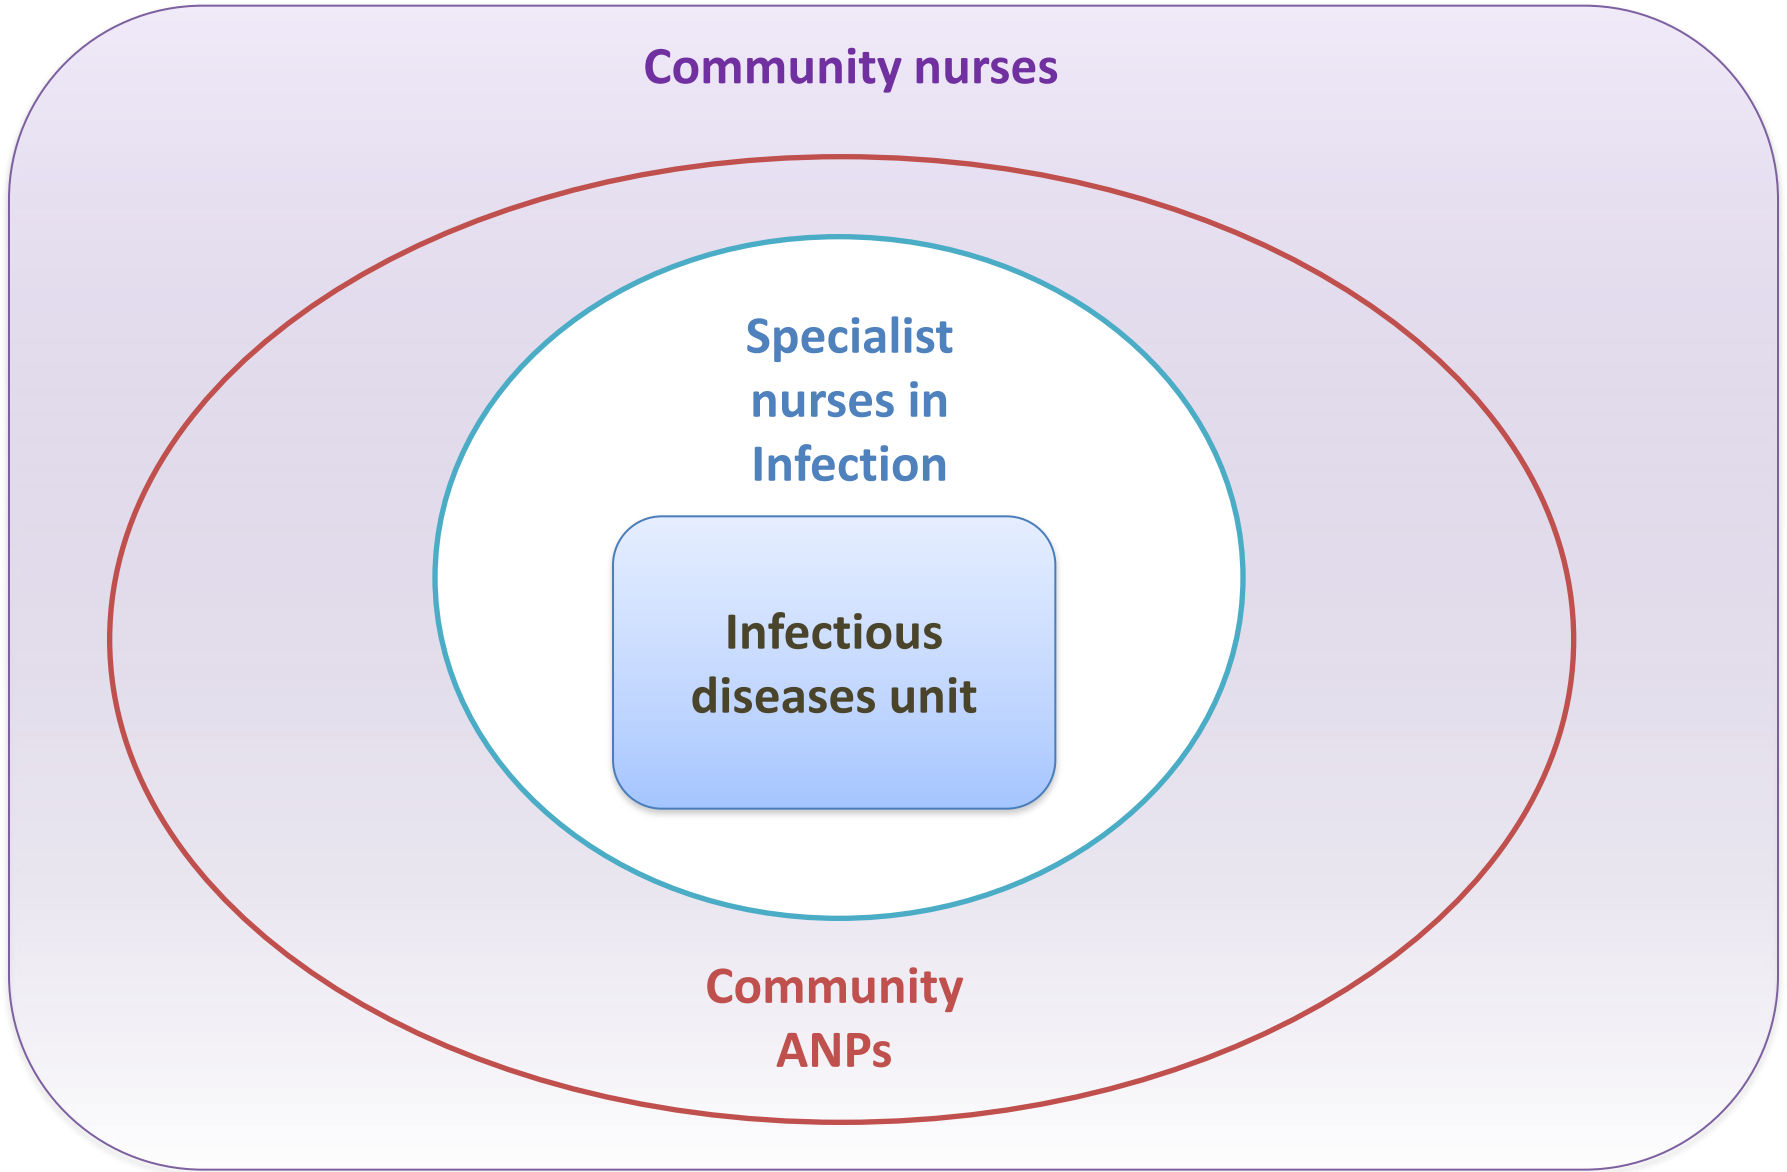 Community nurses
Specialist
nurses in
Infection
Infectious
diseases unit
Community
ANPs